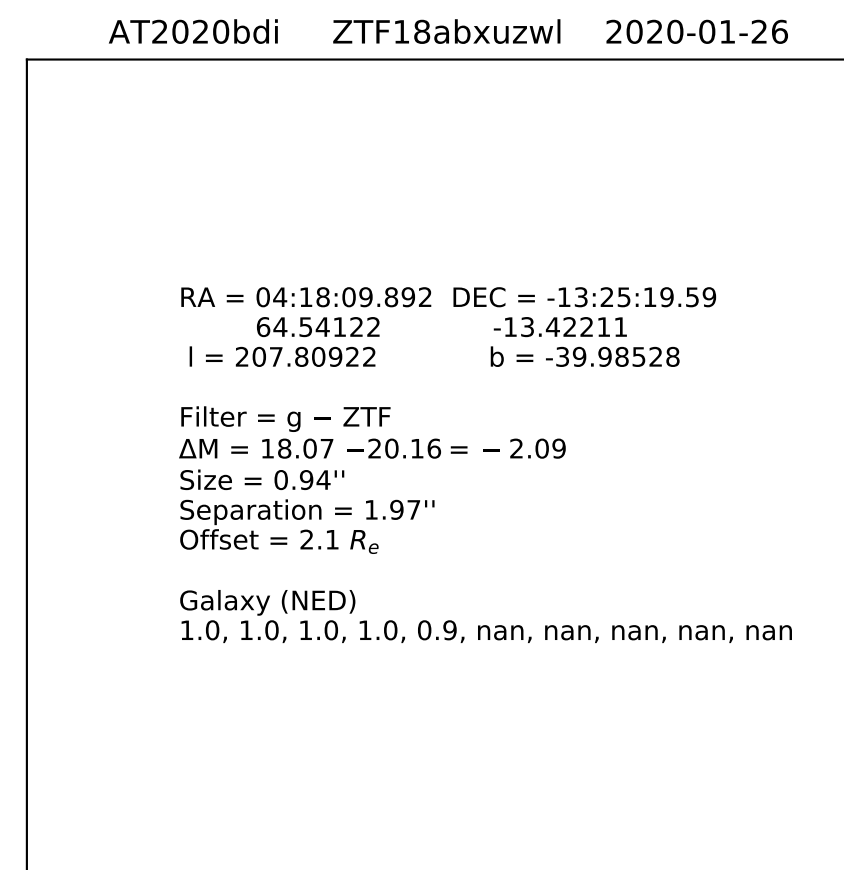 AT2020bdi ZTF18abxuzwl 2020-01-26
RA = 04:18:09.892 DEC = -13:25:19.59
64.54122 -13.42211
l = 207.80922 b = -39.98528
Filter = g − ZTF
ΔM = 18.07 −20.16 = − 2.09
Size = 0.94''
Separation = 1.97''
Offset = 2.1 Re
Galaxy (NED)
1.0, 1.0, 1.0, 1.0, 0.9, nan, nan, nan, nan, nan